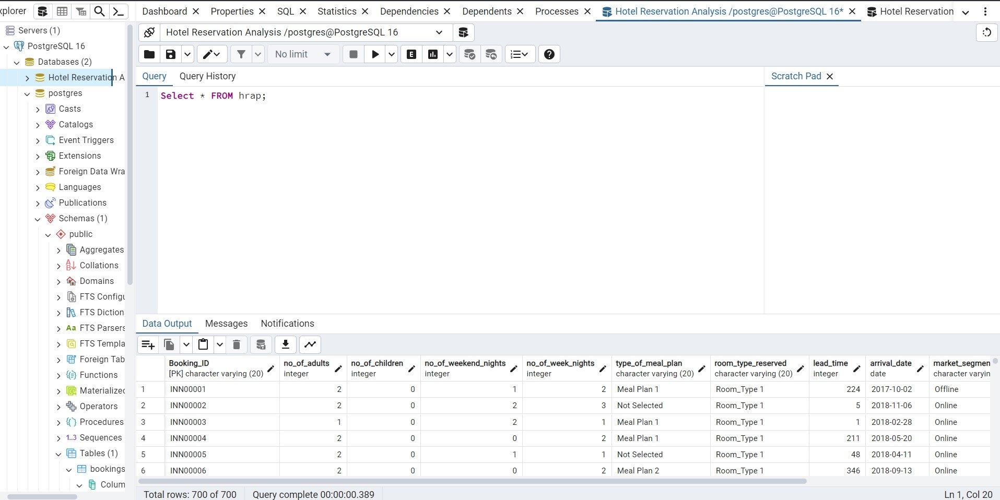 xplorer
Dashboard Properties SQL Statistics Dependencies Dependents Processes Hotel Reservation Analysis /postgres@PostgreSQL 16* Hotel Reservation
Servers (1)
PostgreSQL 16
Databases (2)
Hotel Reservation A
postgres
Casts
Catalogs
Event Triggers
Extensions
Foreign Data Wra
Languages
Publications
Schemas (1)
public
Aggregates
Collations
Domains
FTS Configu
FTS Diction
FTS Parsers
FTS Templa
Foreign Tab
Functions
Materialized
Operators
Procedures
1..3 Sequences
Tables (1)
bookings
Colum
Hotel Reservation Analysis /postgres@PostgreSQL 16
No limit E
Query Query History
Scratch Pad
1 Select * FROM hrap;
Data Output Messages Notifications
Booking_ID no_of_adults no_of_children no_of_weekend_nights no_of_week_nights type_of_meal_plan room_type_reserved lead_time arrival_date market_segmen
[PK] character varying (20) integer integer integer integer character varying (20) character varying (20) integer date character varyin
1 INN00001 2 0 1 2 Meal Plan 1 Room_Type 1 224 2017-10-02 Offline
2 INN00002 2 0 2 3 Not Selected Room_Type 1 5 2018-11-06 Online
3 INN00003 1 0 2 1 Meal Plan 1 Room_Type 1 1 2018-02-28 Online
4 INN00004 2 0 0 2 Meal Plan 1 Room_Type 1 211 2018-05-20 Online
5 INN00005 2 0 1 1 Not Selected Room_Type 1 48 2018-04-11 Online
6 INN00006 2 0 0 2 Meal Plan 2 Room_Type 1 346 2018-09-13 Online
Total rows: 700 of 700 Query complete 00:00:00.389 Ln 1, Col 20